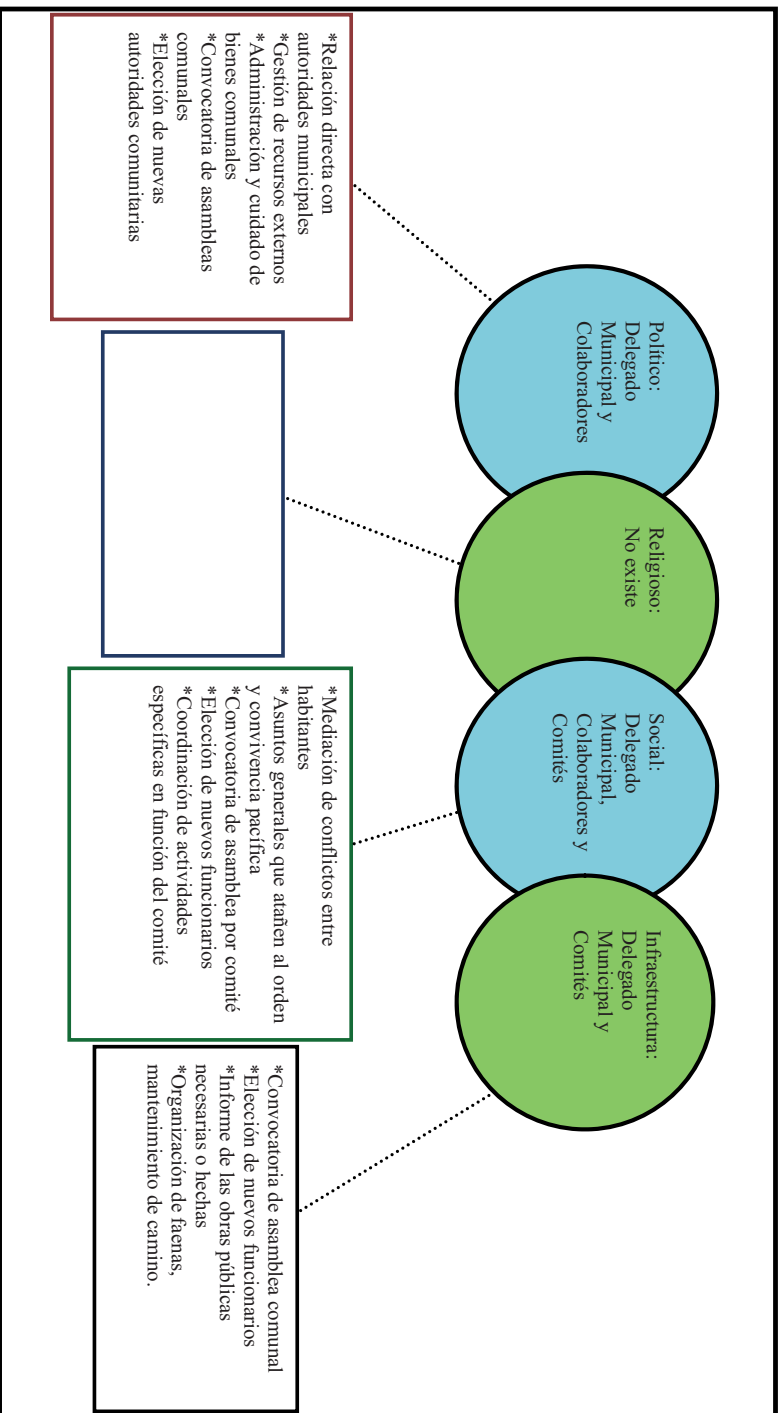 Político:
Delegado
Municipal y
Colaboradores
Religioso:
No existe
Social:
Delegado
Municipal,
Colaboradores y
Comités
Infraestructura:
Delegado
Municipal y
Comités
*Relación directa con
autoridades municipales
*Gestión de recursos externos
*Administración y cuidado de
bienes comunales
*Convocatoria de asambleas
comunales
*Elección de nuevas
autoridades comunitarias
*Mediación de conflictos entre
habitantes
*Asuntos generales que atañen al orden
y convivencia pacífica
*Convocatoria de asamblea por comité
*Elección de nuevos funcionarios
*Coordinación de actividades
específicas en función del comité
*Convocatoria de asamblea comunal
*Elección de nuevos funcionarios
*Informe de las obras públicas
necesarias o hechas
*Organización de faenas,
mantenimiento de camino.